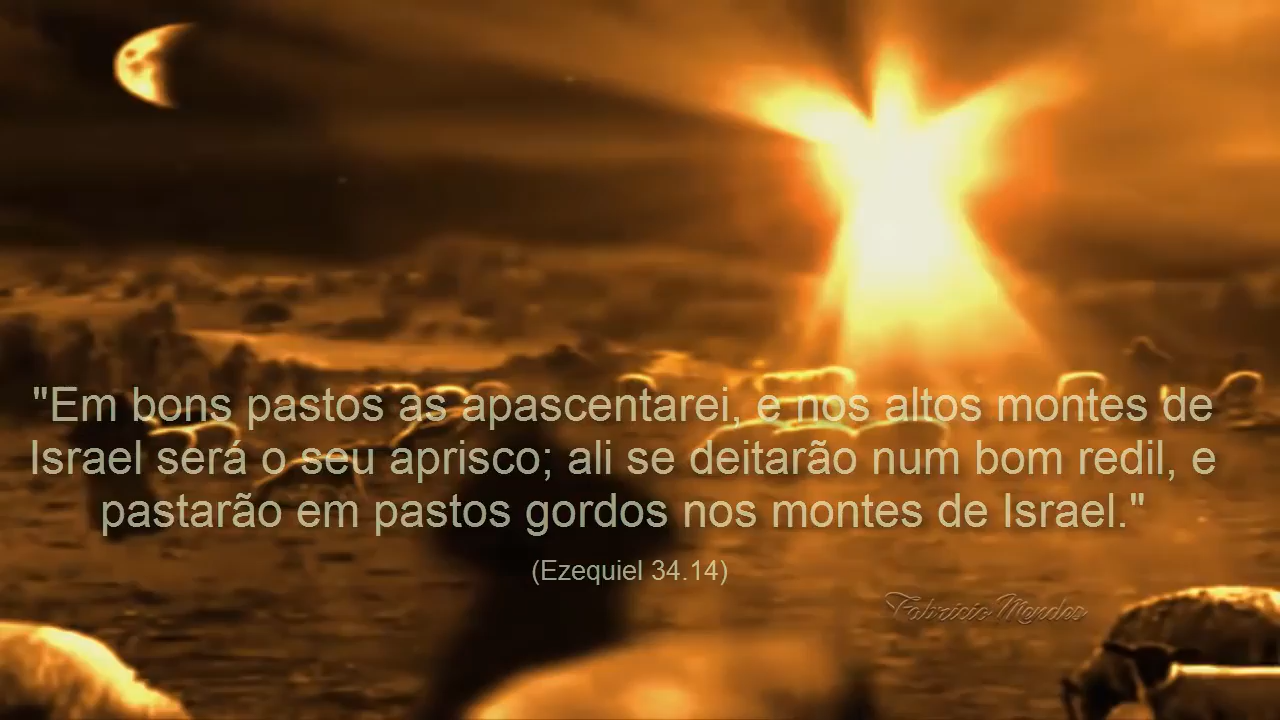 "Em bons pastos as apascentarei, e nos altos montes de
Israel será o seu aprisco; ali se deitarão num bom redil, e
pastarão em pastos gordos nos montes de Israel."
(Ezequiel 34.14)
Fabricio Mendes